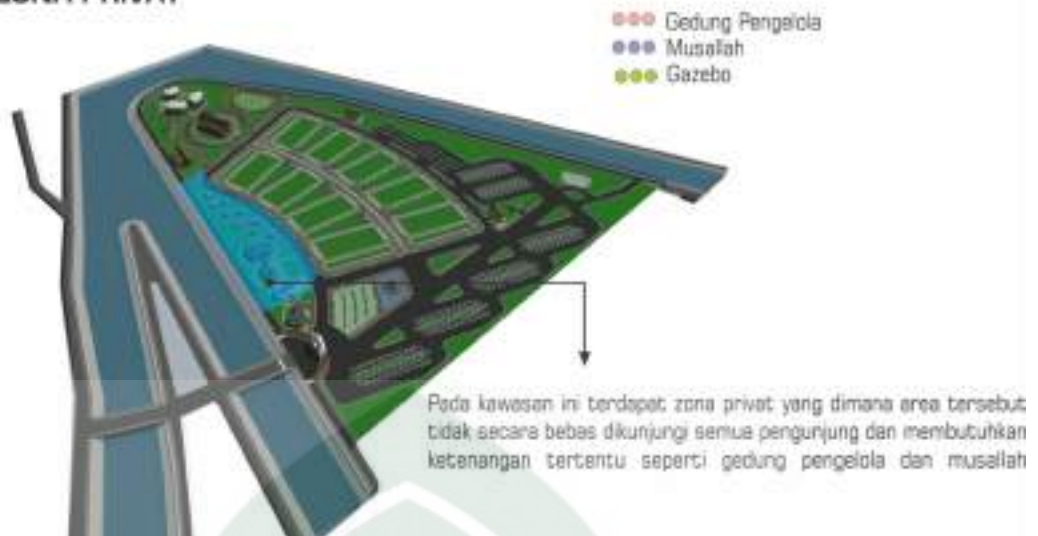 Gedung Pengelola
Musallah
Gazebo
Pada kawasan ini terdapat zona privat yang dimana area tersebut
tidak secara bebas dikunjungi semua pengunjung dan membutuhkan
ketenangan tertentu seperti gedung pengelola dan musallah